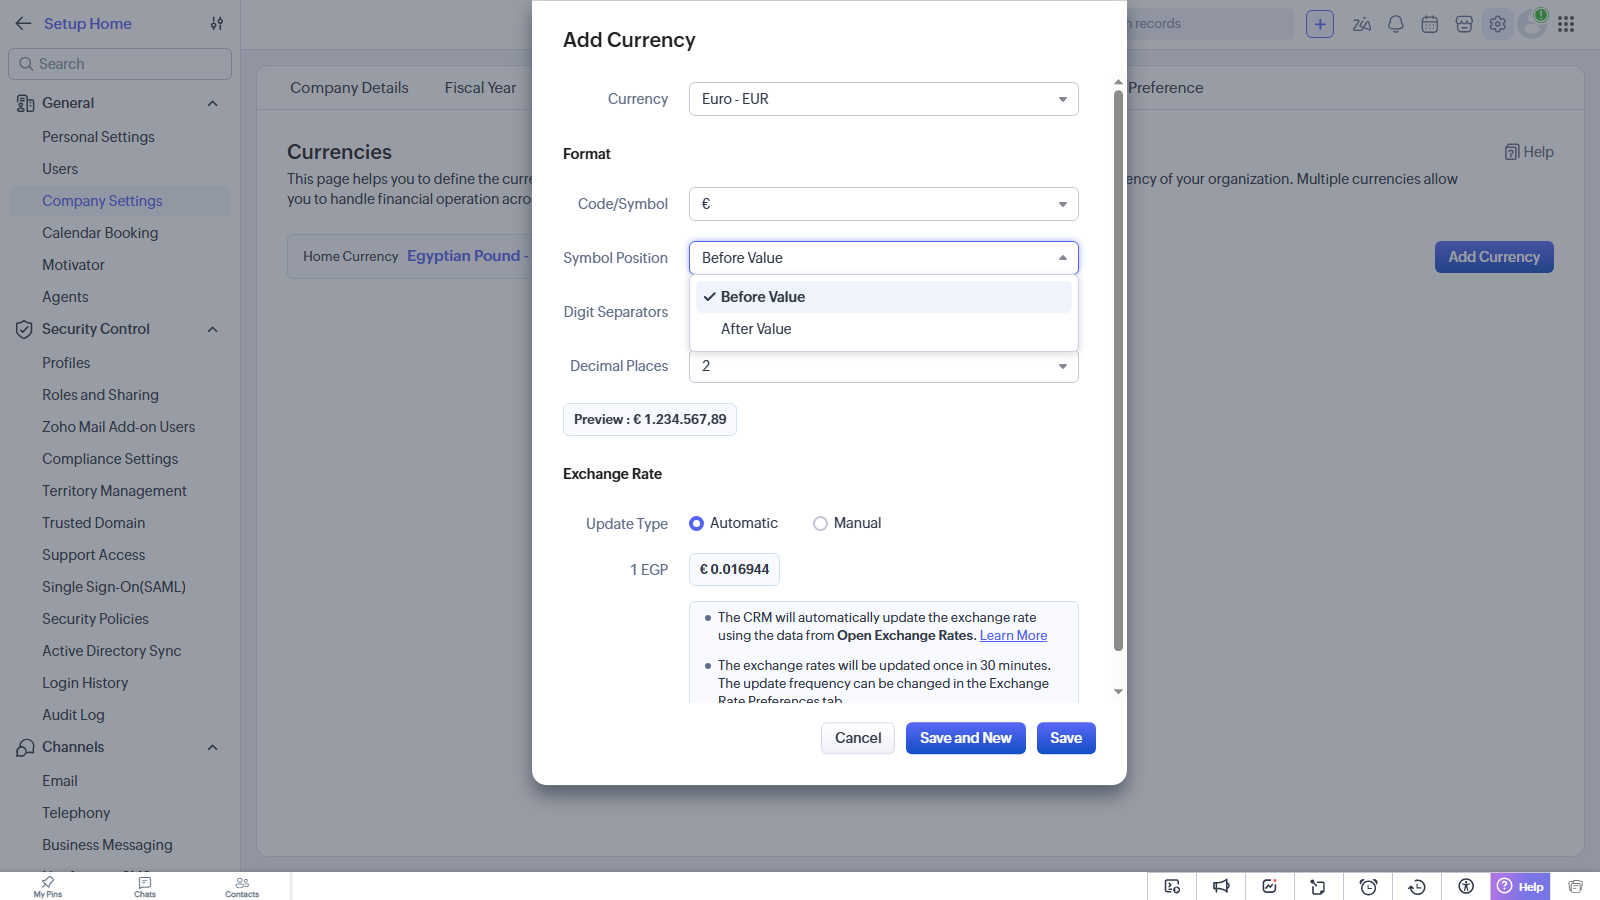 Setup Home
Search
General
Personal Settings
Users
Company Settings
Calendar Booking
Motivator
Agents
Security Control
Profiles
Roles and Sharing
Zoho Mail Add-on Users
Compliance Settings
Territory Management
Trusted Domain
Support Access
Single Sign-On(SAML)
Security Policies
Active Directory Sync
Login History
Audit Log
Channels
Email
Telephony
Business Messaging
My Pins
Chats
Contacts
records
Company Details
Fiscal Year
Preference
Currencies
Help
This page helps you to define the
of your organization. Multiple currencies allow
you to handle financial operation
Home Currency
Egyptian Pound -
Add Currency
Add Currency
Currency
Euro - EUR
Format
Code/Symbol
€
Symbol Position
Before Value
Before Value
After Value
Digit Separators
Decimal Places
2
Preview : € 1.234.567,89
Exchange Rate
Update Type
Automatic
Manual
1 EGP
€ 0.016944
The CRM will automatically update the exchange rate
using the data from Open Exchange Rates. Learn More
The exchange rates will be updated once in 30 minutes.
The update frequency can be changed in the Exchange
Rate Preferences tab
Cancel
Save and New
Save
Help